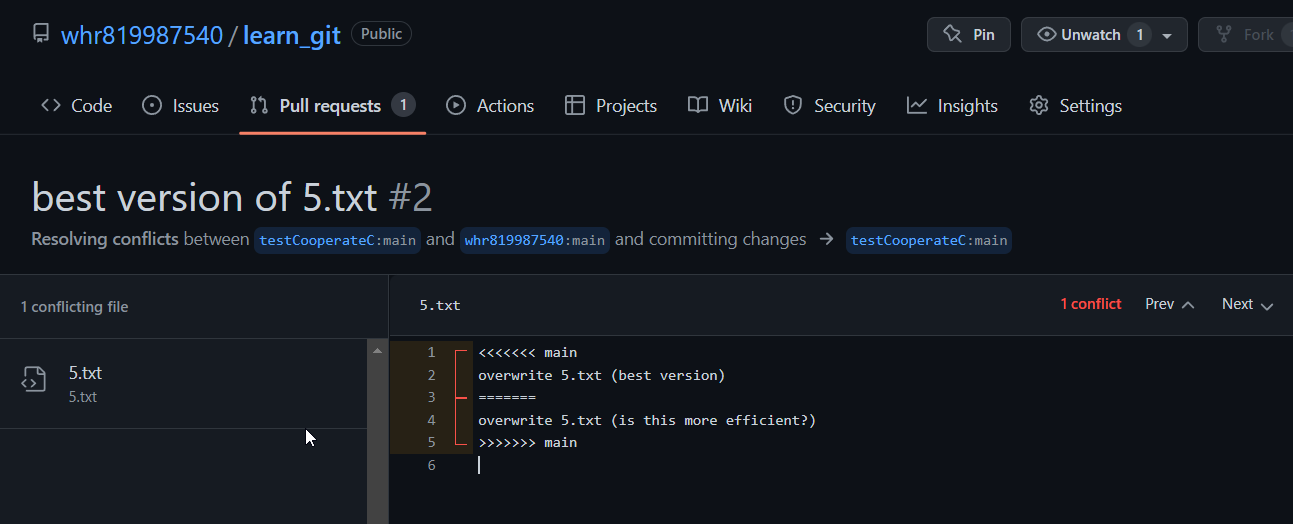 whr819987540 / learn_git Public Pin Unwatch 1 Fork
Code Issues Pull requests 1 Actions Projects Wiki Security Insights Settings
best version of 5.txt #2
Resolving conflicts between testCooperateC:main and whr819987540:main and committing changes → testCooperateC:main
1 conflicting file
5.txt 1 conflict Prev Next
5.txt
5.txt
1 <<<<<<< main
2 overwrite 5.txt (best version)
3 =======
4 overwrite 5.txt (is this more efficient?)
5 >>>>>>> main
6